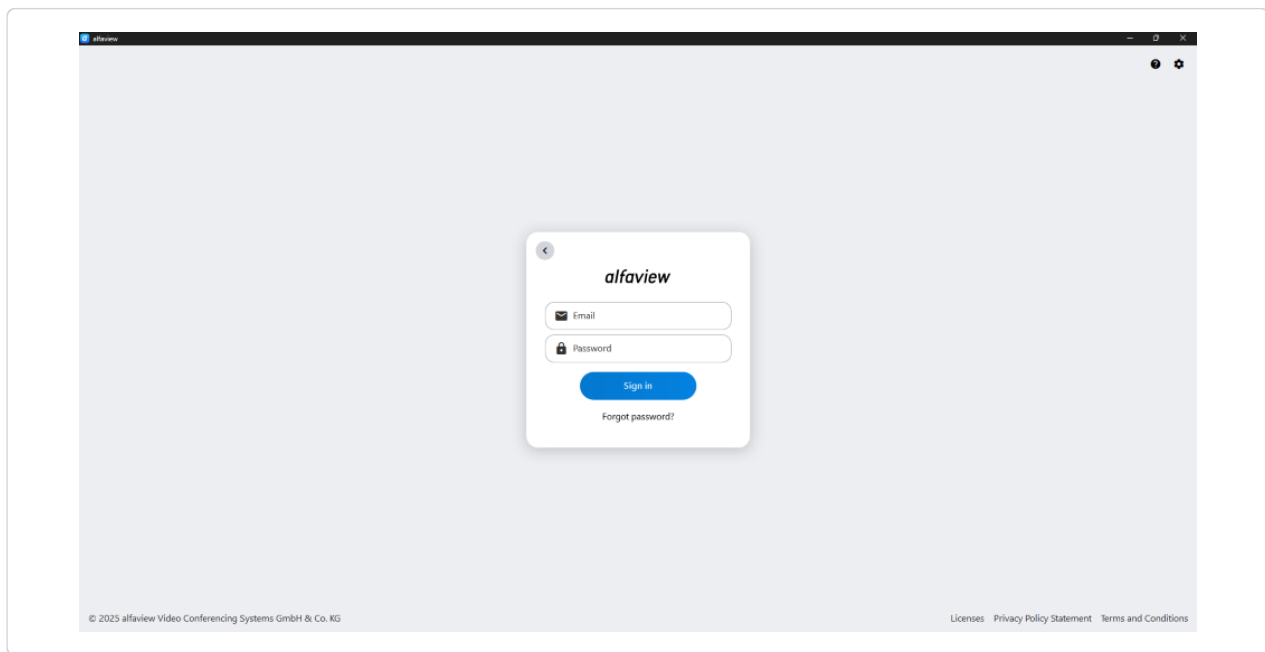 alfaview
alfaview
Email
Password
Sign in
Forgot password?
© 2025 alfaview Video Conferencing Systems GmbH & Co. KG
Licenses Privacy Policy Statement Terms and Conditions